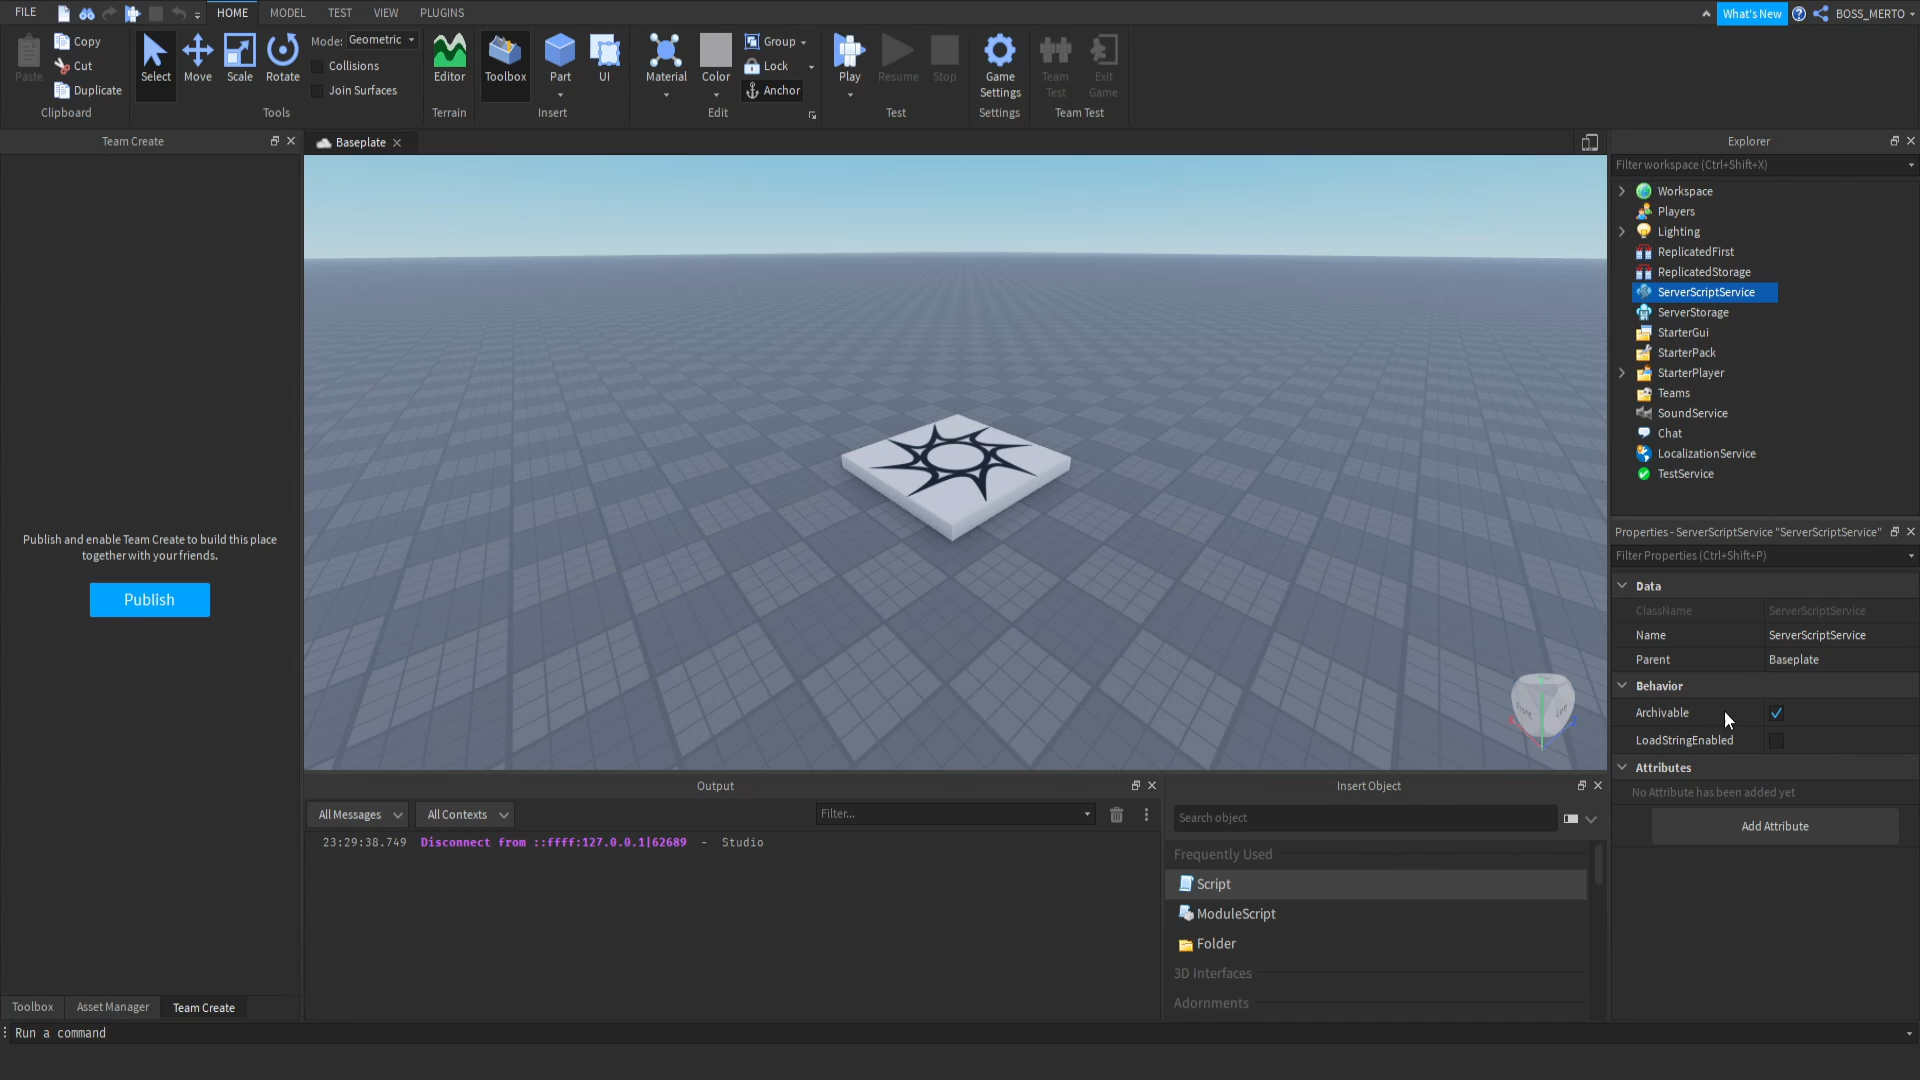 FILE
HOME
MODEL
TEST
VIEW
PLUGINS
What's New
BOSS_MERTO
Paste
Copy
Cut
Duplicate
Clipboard
Select
Move
Scale
Rotate
Mode: Geometric
Collisions
Join Surfaces
Tools
Editor
Terrain
Toolbox
Part
UI
Insert
Material
Color
Group
Lock
Anchor
Edit
Play
Resume
Stop
Test
Game
Settings
Settings
Team
Test
Exit
Game
Team Test
Team Create
Publish and enable Team Create to build this place
together with your friends.
Publish
Toolbox
Asset Manager
Team Create
Baseplate
Front
Output
All Messages
All Contexts
Filter...
23:29:38.749 Disconnect from ::ffff:127.0.0.1|62689 - Studio
Insert Object
Search object
Frequently Used
Script
ModuleScript
Folder
3D Interfaces
Adornments
Explorer
Filter workspace (Ctrl+Shift+X)
Workspace
Players
Lighting
ReplicatedFirst
ReplicatedStorage
ServerScriptService
ServerStorage
StarterGui
StarterPack
StarterPlayer
Teams
SoundService
Chat
LocalizationService
TestService
Properties - ServerScriptService "ServerScriptService"
Filter Properties (Ctrl+Shift+P)
Data
ClassName ServerScriptService
Name ServerScriptService
Parent Baseplate
Behavior
Archivable
LoadStringEnabled
Attributes
No Attribute has been added yet
Add Attribute
Run a command